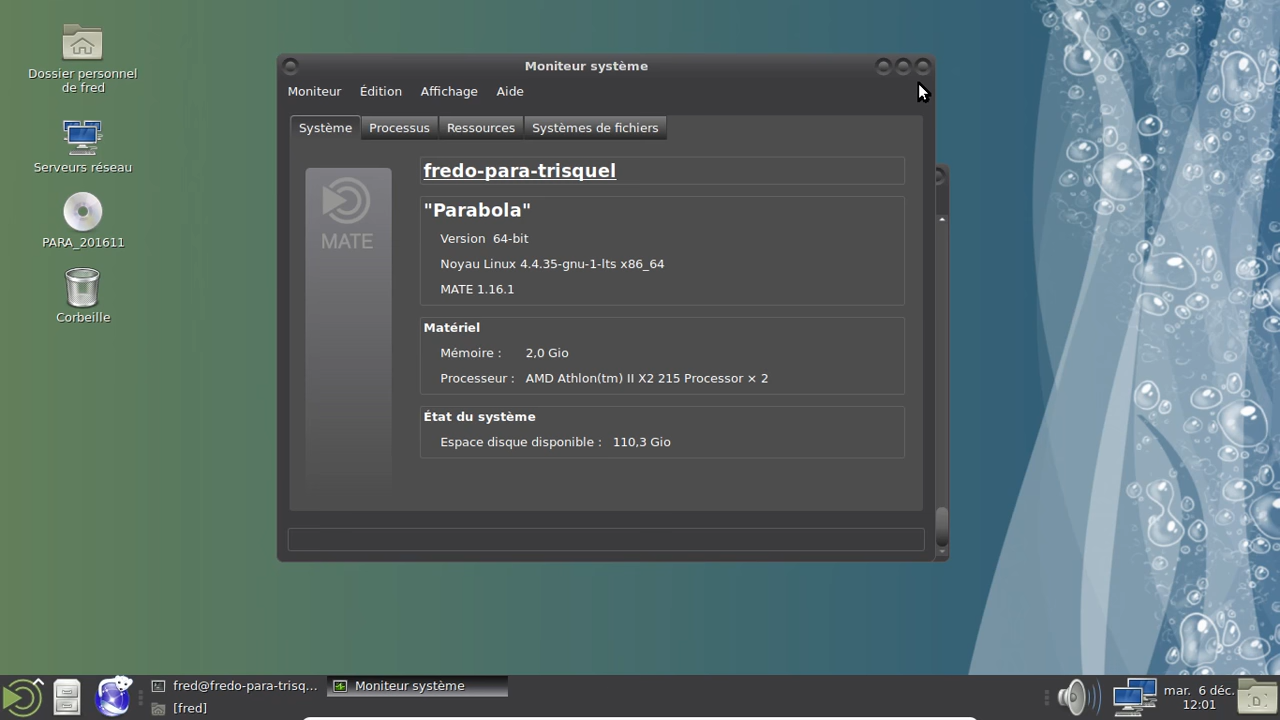 Dossier personnel
de fred
Serveurs réseau
PARA_201611
Corbeille
Moniteur système
Moniteur Édition Affichage Aide
Système Processus Ressources Systèmes de fichiers
MATE
fredo-para-trisquel
"Parabola"
Version 64-bit
Noyau Linux 4.4.35-gnu-1-lts x86_64
MATE 1.16.1
Matériel
Mémoire : 2,0 Gio
Processeur : AMD Athlon(tm) II X2 215 Processor × 2
État du système
Espace disque disponible : 110,3 Gio
fred@fredo-para-trisq...
Moniteur système
[fred]
mar. 6 déc.
12:01
D